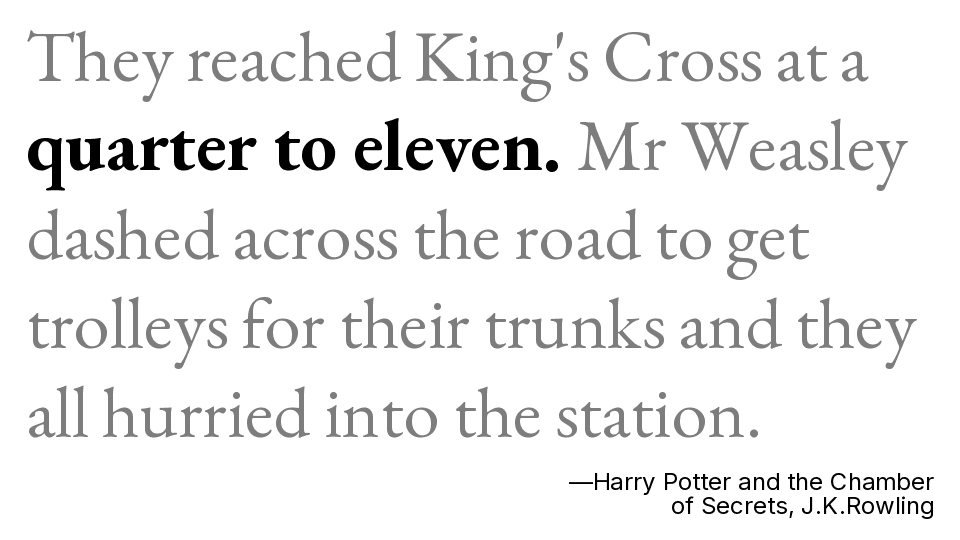 They reached King's Cross at a
quarter to eleven. Mr Weasley
dashed across the road to get
trolleys for their trunks and they
all hurried into the station.
—Harry Potter and the Chamber
of Secrets, J.K.Rowling